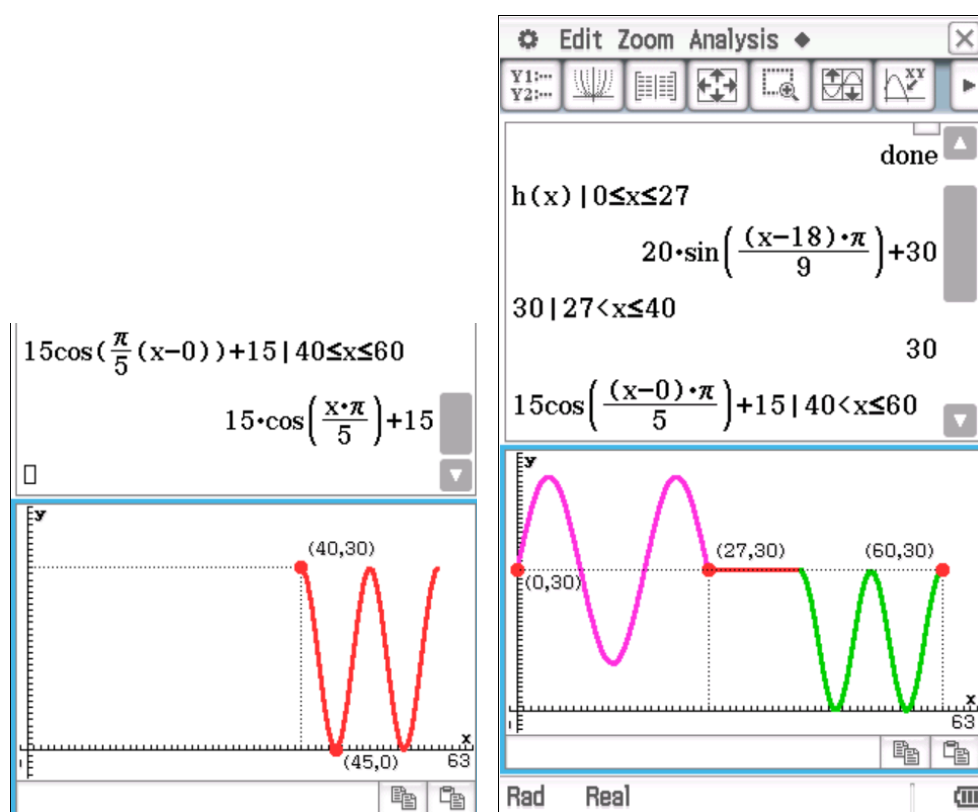 15cos(π/5(x-0))+15|40≤x≤60
15•cos(x•π/5)+15
y
(40,30)
(45,0)
x
63
Edit Zoom Analysis ◆
Y1:···
Y2:···
XY
done
h(x)|0≤x≤27
20•sin((x-18)•π/9)+30
30|27<x≤40
30
15cos((x-0)•π/5)+15|40<x≤60
y
(27,30)
(60,30)
(0,30)
x
63
Rad Real